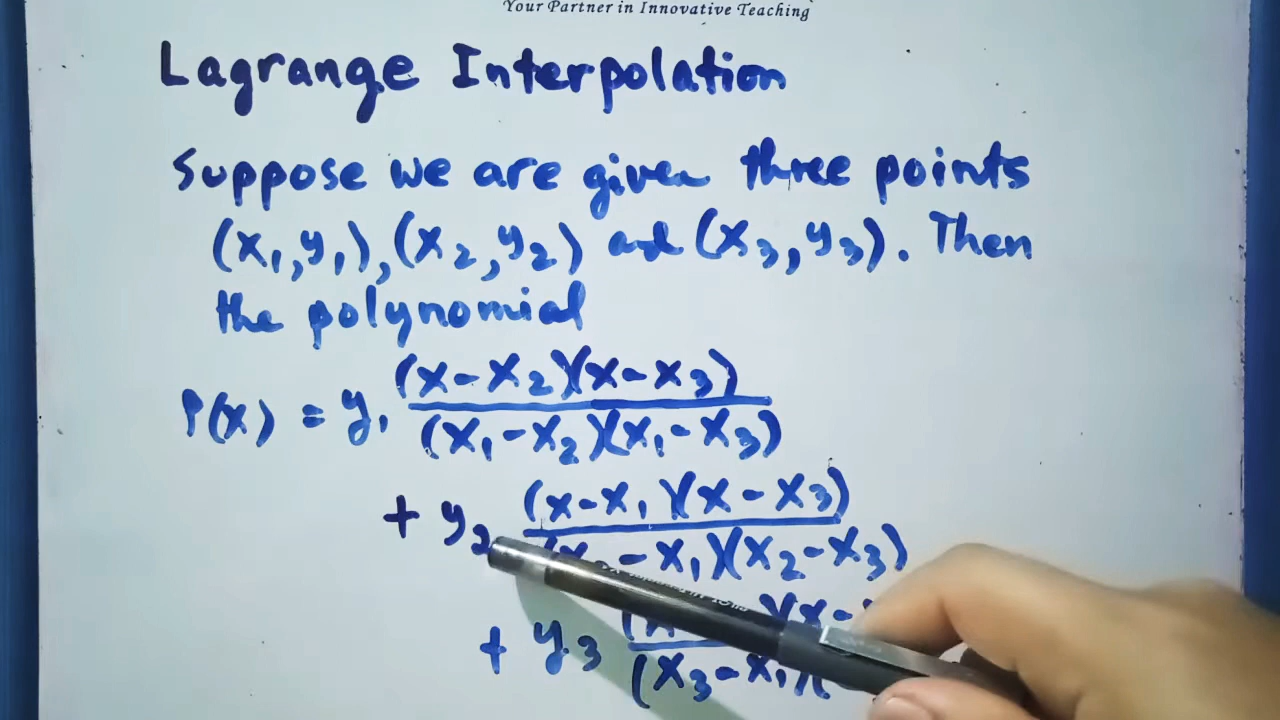 Your Partner in Innovative Teaching
Lagrange Interpolation
Suppose we are given three points
(x₁,y₁),(x₂,y₂) and (x₃,y₃). Then
the polynomial
P(x) = y₁ (x-x₂)(x-x₃)
(x₁-x₂)(x₁-x₃)
+ y₂ (x-x₁)(x-x₃)
-x₁)(x₂-x₃)
+ y₃ )(x-
(x₃-x₁)(